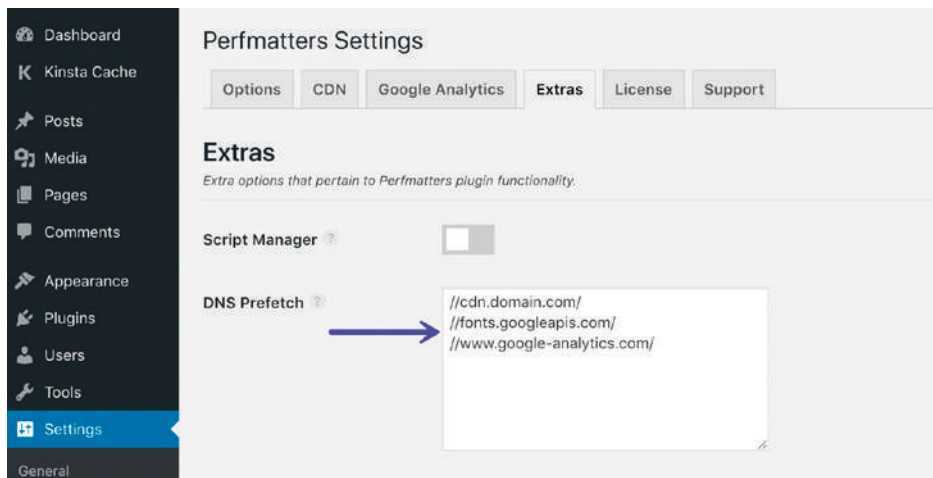 Dashboard
Kinsta Cache
Posts
Media
Pages
Comments
Appearance
Plugins
Users
Tools
Settings
General
Perfmatters Settings
Options
CDN
Google Analytics
Extras
License
Support
Extras
Extra options that pertain to Perfmatters plugin functionality.
Script Manager ?
DNS Prefetch ?
//cdn.domain.com/
//fonts.googleapis.com/
//www.google-analytics.com/